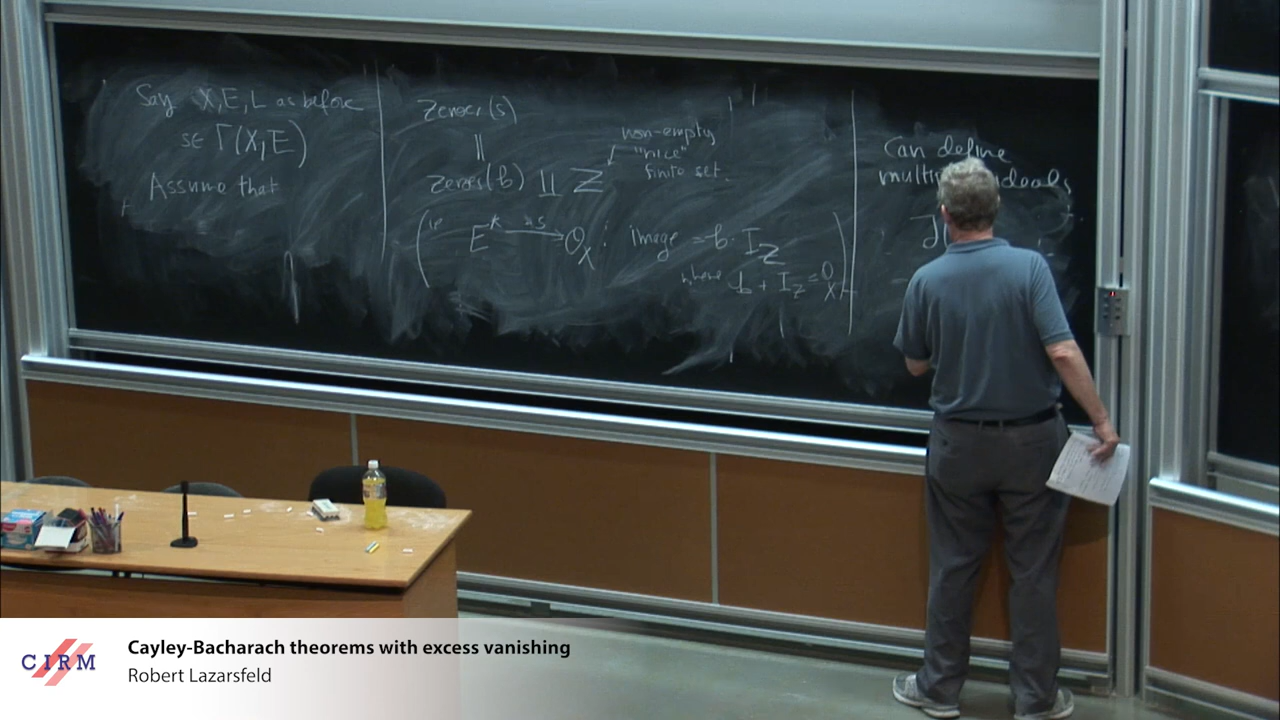 Say X, E, L as before
s ∈ Γ(X, E)
Assume that
Zeroes(s)
||
Zeroes(b) ⊔ Z
non-empty
"nice"
finite set
(ie E* → O_X : image = b · I_Z
where b + I_Z = O_X)
Can define
ideals
J
CIRM
Cayley-Bacharach theorems with excess vanishing
Robert Lazarsfeld